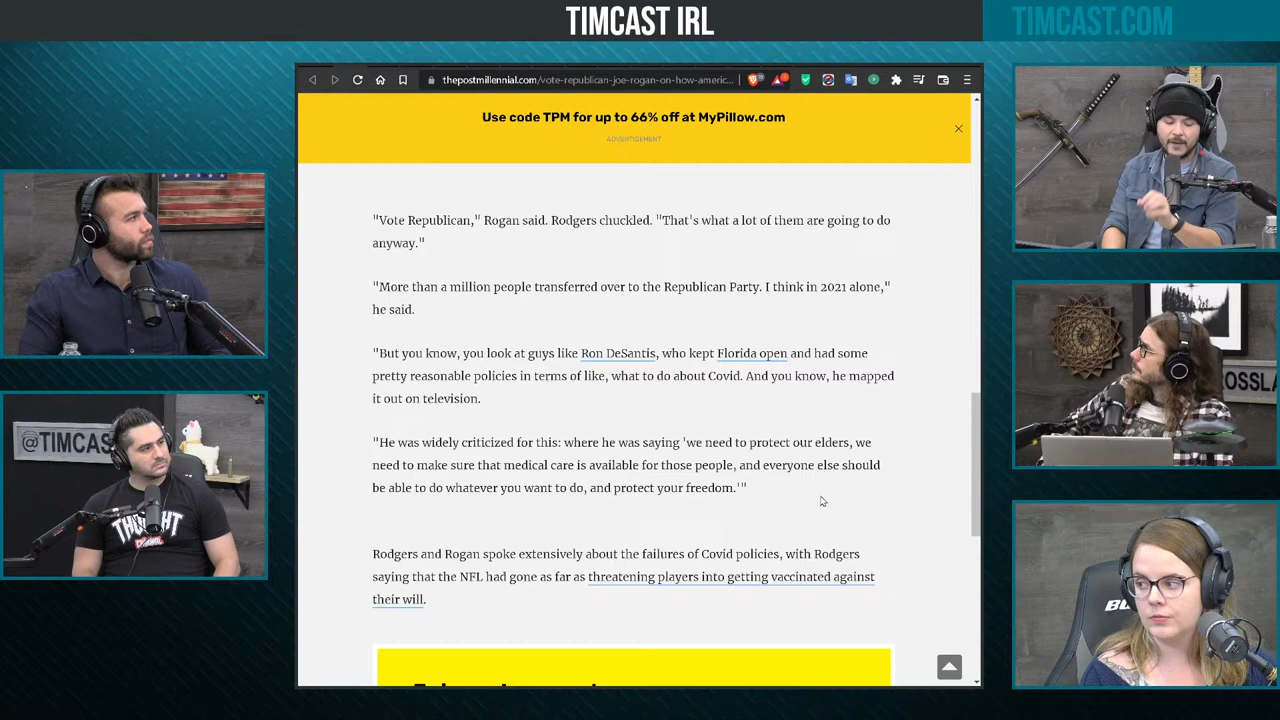 TIMCAST IRL
TIMCAST.COM
thepostmillennial.com/vote-republican-joe-rogan-on-how-americ...
Use code TPM for up to 66% off at MyPillow.com
ADVERTISEMENT
"Vote Republican," Rogan said. Rodgers chuckled. "That's what a lot of them are going to do
anyway."
"More than a million people transferred over to the Republican Party. I think in 2021 alone,"
he said.
"But you know, you look at guys like Ron DeSantis, who kept Florida open and had some
pretty reasonable policies in terms of like, what to do about Covid. And you know, he mapped
it out on television.
"He was widely criticized for this: where he was saying 'we need to protect our elders, we
need to make sure that medical care is available for those people, and everyone else should
be able to do whatever you want to do, and protect your freedom.'"
Rodgers and Rogan spoke extensively about the failures of Covid policies, with Rodgers
saying that the NFL had gone as far as threatening players into getting vaccinated against
their will.
@TIMCAS
THOUGHT
CRIMINAL
ROSSLA